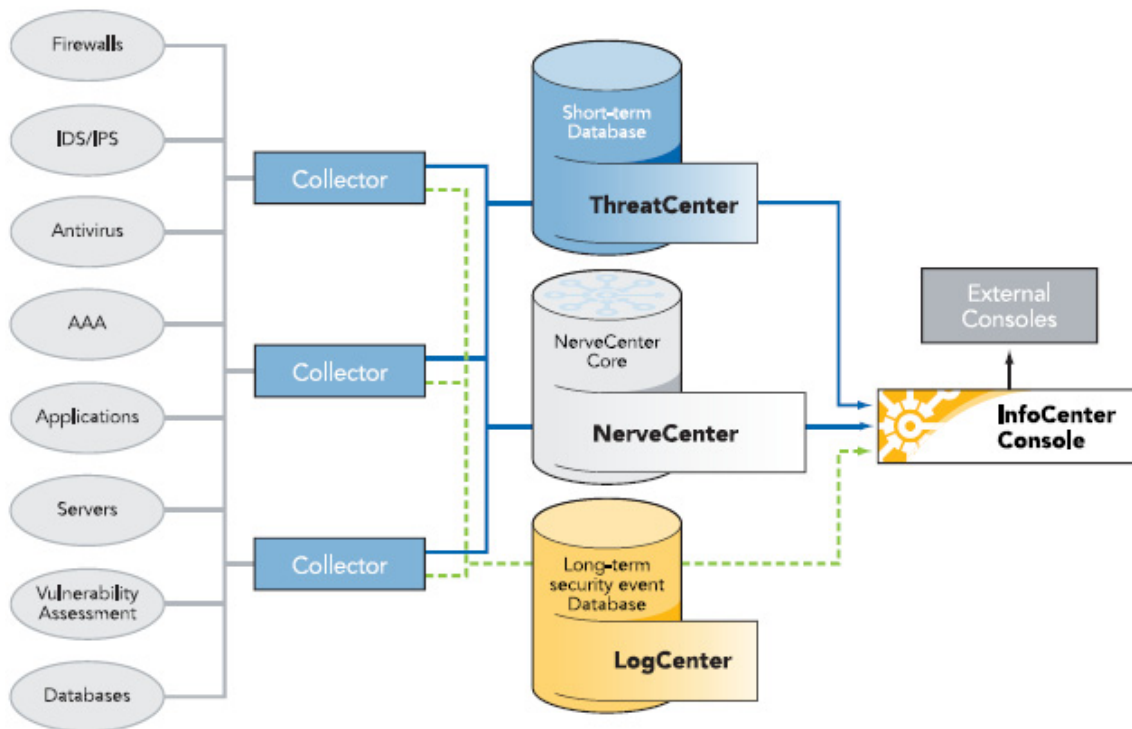 Firewalls
IDS/IPS
Antivirus
AAA
Applications
Servers
Vulnerability
Assessment
Databases
Collector
Collector
Collector
Short-term
Database
ThreatCenter
NerveCenter
Core
NerveCenter
Long-term
security event
Database
LogCenter
External
Consoles
InfoCenter
Console